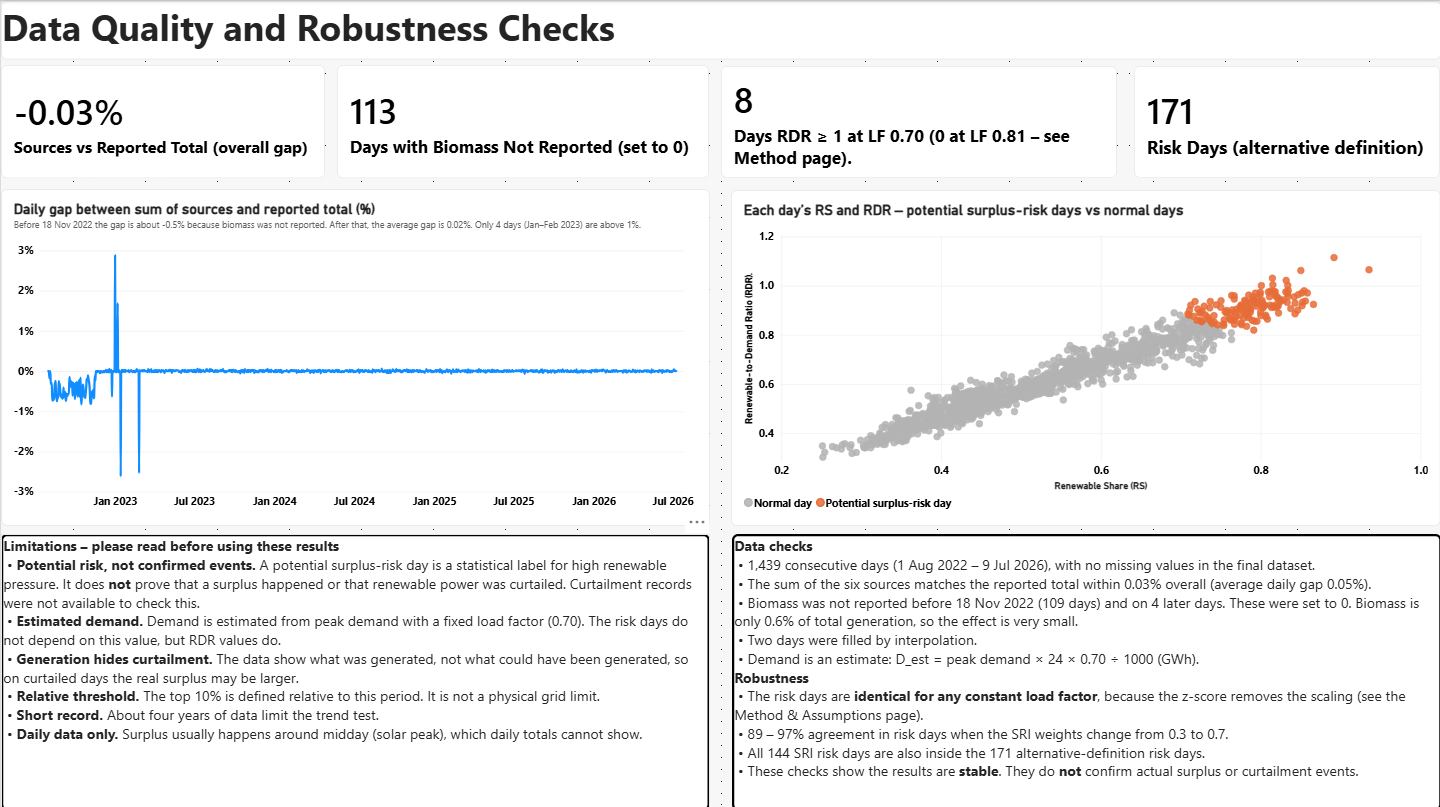 Data Quality and Robustness Checks
-0.03%
Sources vs Reported Total (overall gap)
113
Days with Biomass Not Reported (set to 0)
8
Days RDR ≥ 1 at LF 0.70 (0 at LF 0.81 – see
Method page).
171
Risk Days (alternative definition)
Daily gap between sum of sources and reported total (%)
Before 18 Nov 2022 the gap is about -0.5% because biomass was not reported. After that, the average gap is 0.02%. Only 4 days (Jan–Feb 2023) are above 1%.
3%
2%
1%
0%
-1%
-2%
-3%
Jan 2023 Jul 2023 Jan 2024 Jul 2024 Jan 2025 Jul 2025 Jan 2026 Jul 2026
Each day's RS and RDR – potential surplus-risk days vs normal days
Renewable-to-Demand Ratio (RDR).
1.2
1.0
0.8
0.6
0.4
0.2 0.4 0.6 0.8 1.0
Renewable Share (RS)
Normal day Potential surplus-risk day
Limitations – please read before using these results
• Potential risk, not confirmed events. A potential surplus-risk day is a statistical label for high renewable
pressure. It does not prove that a surplus happened or that renewable power was curtailed. Curtailment records
were not available to check this.
• Estimated demand. Demand is estimated from peak demand with a fixed load factor (0.70). The risk days do
not depend on this value, but RDR values do.
• Generation hides curtailment. The data show what was generated, not what could have been generated, so
on curtailed days the real surplus may be larger.
• Relative threshold. The top 10% is defined relative to this period. It is not a physical grid limit.
• Short record. About four years of data limit the trend test.
• Daily data only. Surplus usually happens around midday (solar peak), which daily totals cannot show.
Data checks
• 1,439 consecutive days (1 Aug 2022 – 9 Jul 2026), with no missing values in the final dataset.
• The sum of the six sources matches the reported total within 0.03% overall (average daily gap 0.05%).
• Biomass was not reported before 18 Nov 2022 (109 days) and on 4 later days. These were set to 0. Biomass is
only 0.6% of total generation, so the effect is very small.
• Two days were filled by interpolation.
• Demand is an estimate: D_est = peak demand × 24 × 0.70 ÷ 1000 (GWh).
Robustness
• The risk days are identical for any constant load factor, because the z-score removes the scaling (see the
Method & Assumptions page).
• 89 – 97% agreement in risk days when the SRI weights change from 0.3 to 0.7.
• All 144 SRI risk days are also inside the 171 alternative-definition risk days.
• These checks show the results are stable. They do not confirm actual surplus or curtailment events.